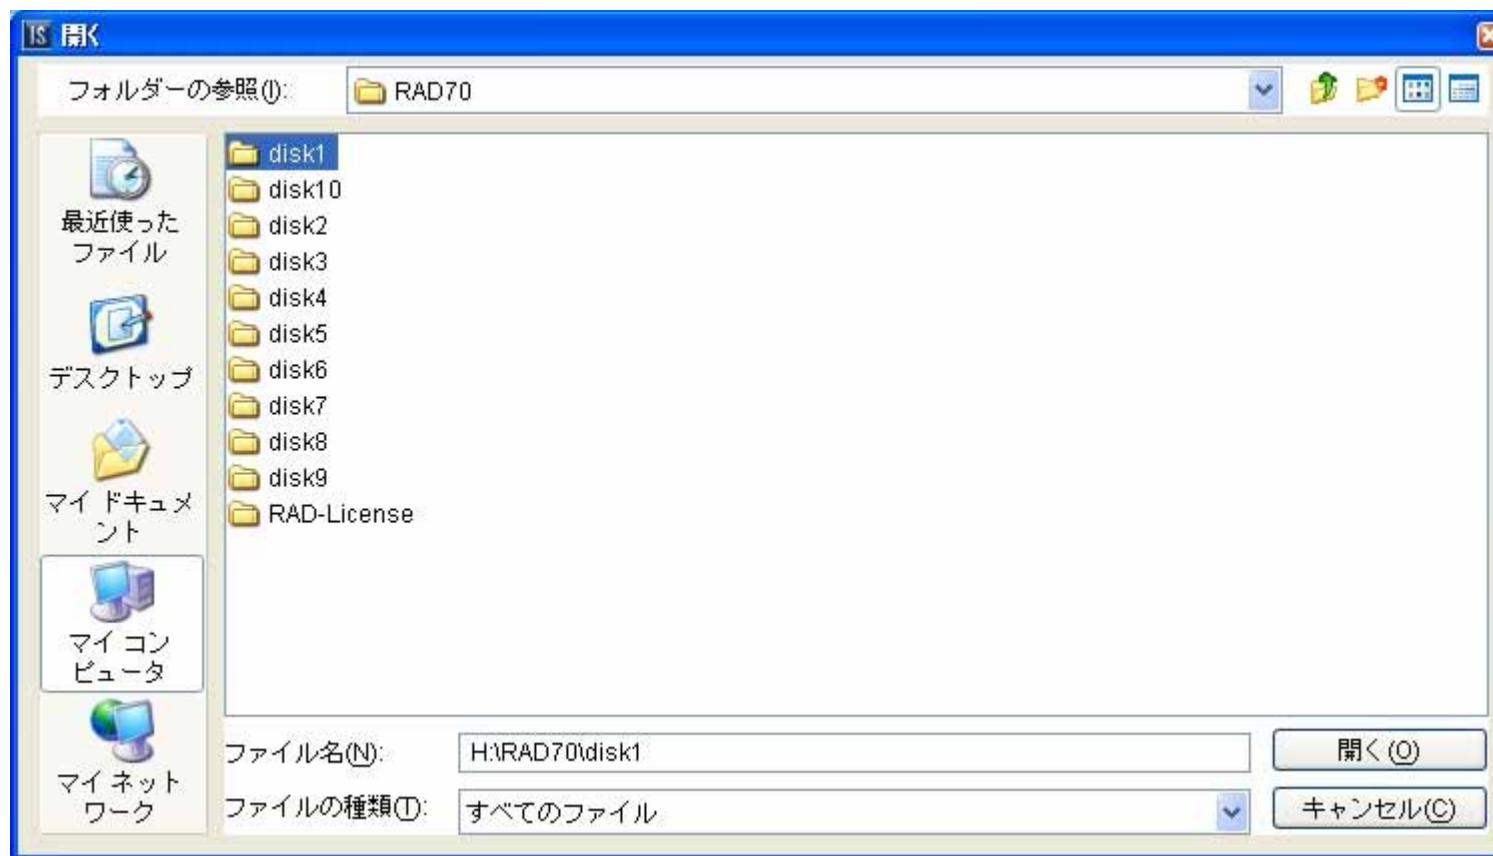 IS 開く
フォルダーの参照(I):
RAD70
最近使った
ファイル
デスクトップ
マイ ドキュメ
ント
マイ コン
ピュータ
マイ ネット
ワーク
disk1
disk10
disk2
disk3
disk4
disk5
disk6
disk7
disk8
disk9
RAD-License
ファイル名(N):
H:\RAD70\disk1
開く(O)
ファイルの種類(T):
すべてのファイル
キャンセル(C)